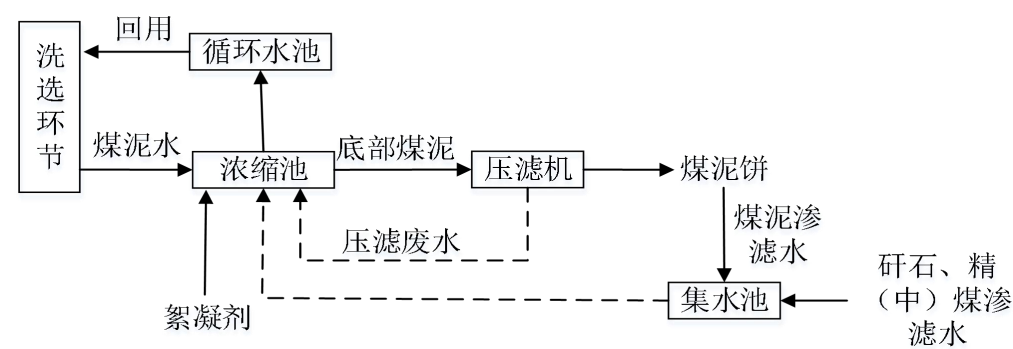 回用
循环水池
洗选环节
煤泥水
浓缩池
底部煤泥
压滤机
煤泥饼
煤泥渗
滤水
压滤废水
絮凝剂
集水池
矸石、精
（中）煤渗
滤水